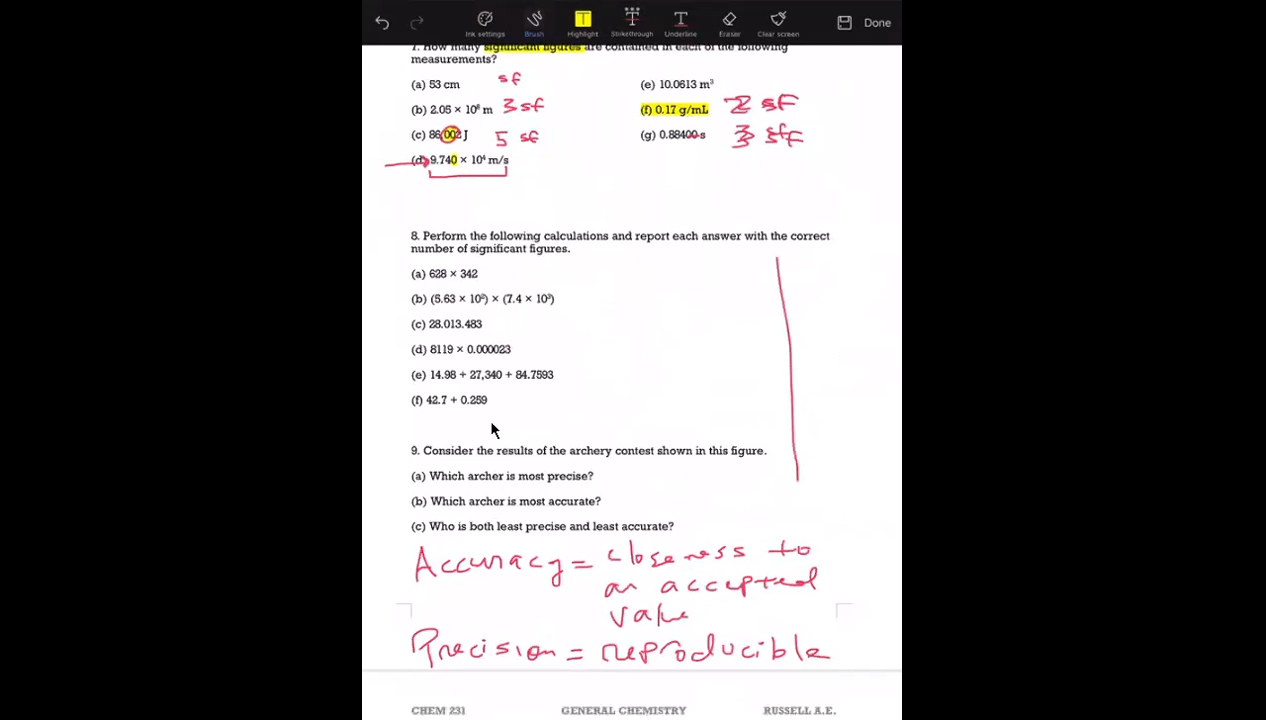 Ink settings
Brush
Highlight
Strikethrough
Underline
Eraser
Clear screen
Done
7. How many significant figures are contained in each of the following
measurements?
(a) 53 cm sf
(b) 2.05 × 10⁸ m 3 sf
(c) 86,002 J 5 sf
(d) 9.740 × 10⁴ m/s
(e) 10.0613 m³
(f) 0.17 g/mL 2 sf
(g) 0.88400 s 3 sf
8. Perform the following calculations and report each answer with the correct
number of significant figures.
(a) 628 × 342
(b) (5.63 × 10²) × (7.4 × 10³)
(c) 28.013.483
(d) 8119 × 0.000023
(e) 14.98 + 27,340 + 84.7593
(f) 42.7 + 0.259
9. Consider the results of the archery contest shown in this figure.
(a) Which archer is most precise?
(b) Which archer is most accurate?
(c) Who is both least precise and least accurate?
Accuracy = closeness to
an accepted
value
Precision = reproducible
CHEM 231 GENERAL CHEMISTRY RUSSELL A.E.